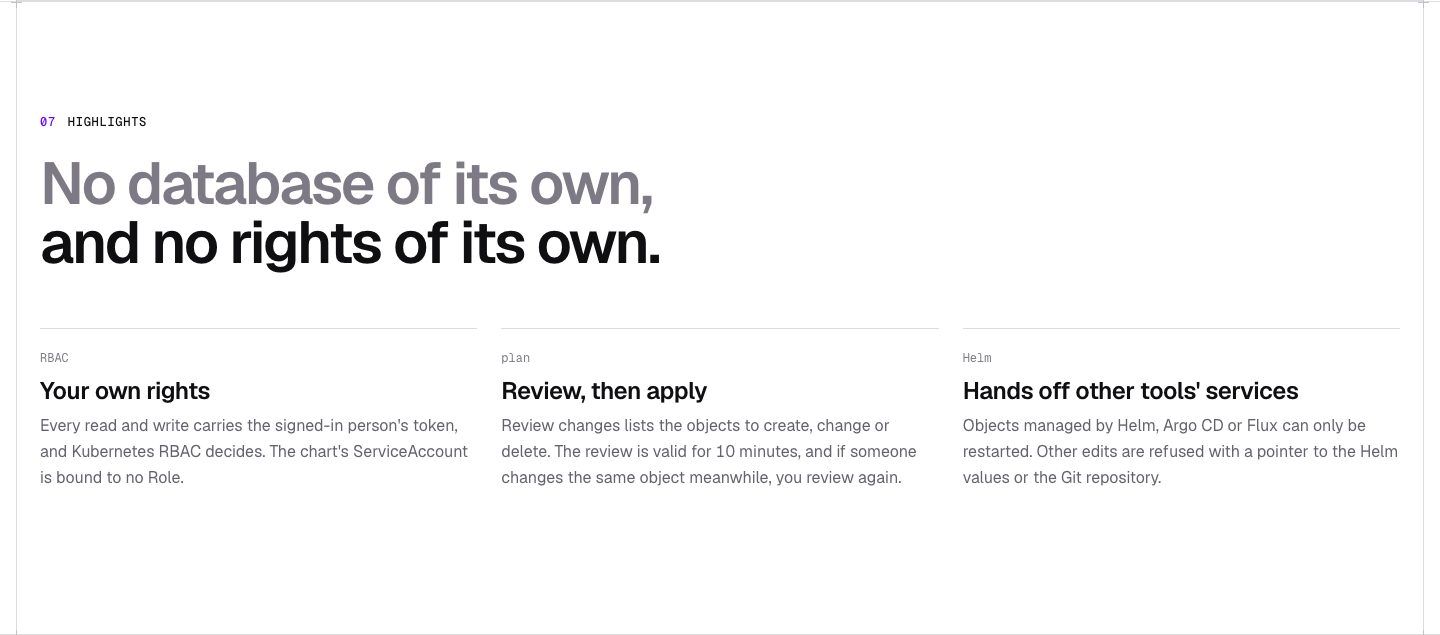 07 HIGHLIGHTS
No database of its own,
and no rights of its own.
RBAC
Your own rights
Every read and write carries the signed-in person's token,
and Kubernetes RBAC decides. The chart's ServiceAccount
is bound to no Role.
plan
Review, then apply
Review changes lists the objects to create, change or
delete. The review is valid for 10 minutes, and if someone
changes the same object meanwhile, you review again.
Helm
Hands off other tools' services
Objects managed by Helm, Argo CD or Flux can only be
restarted. Other edits are refused with a pointer to the Helm
values or the Git repository.